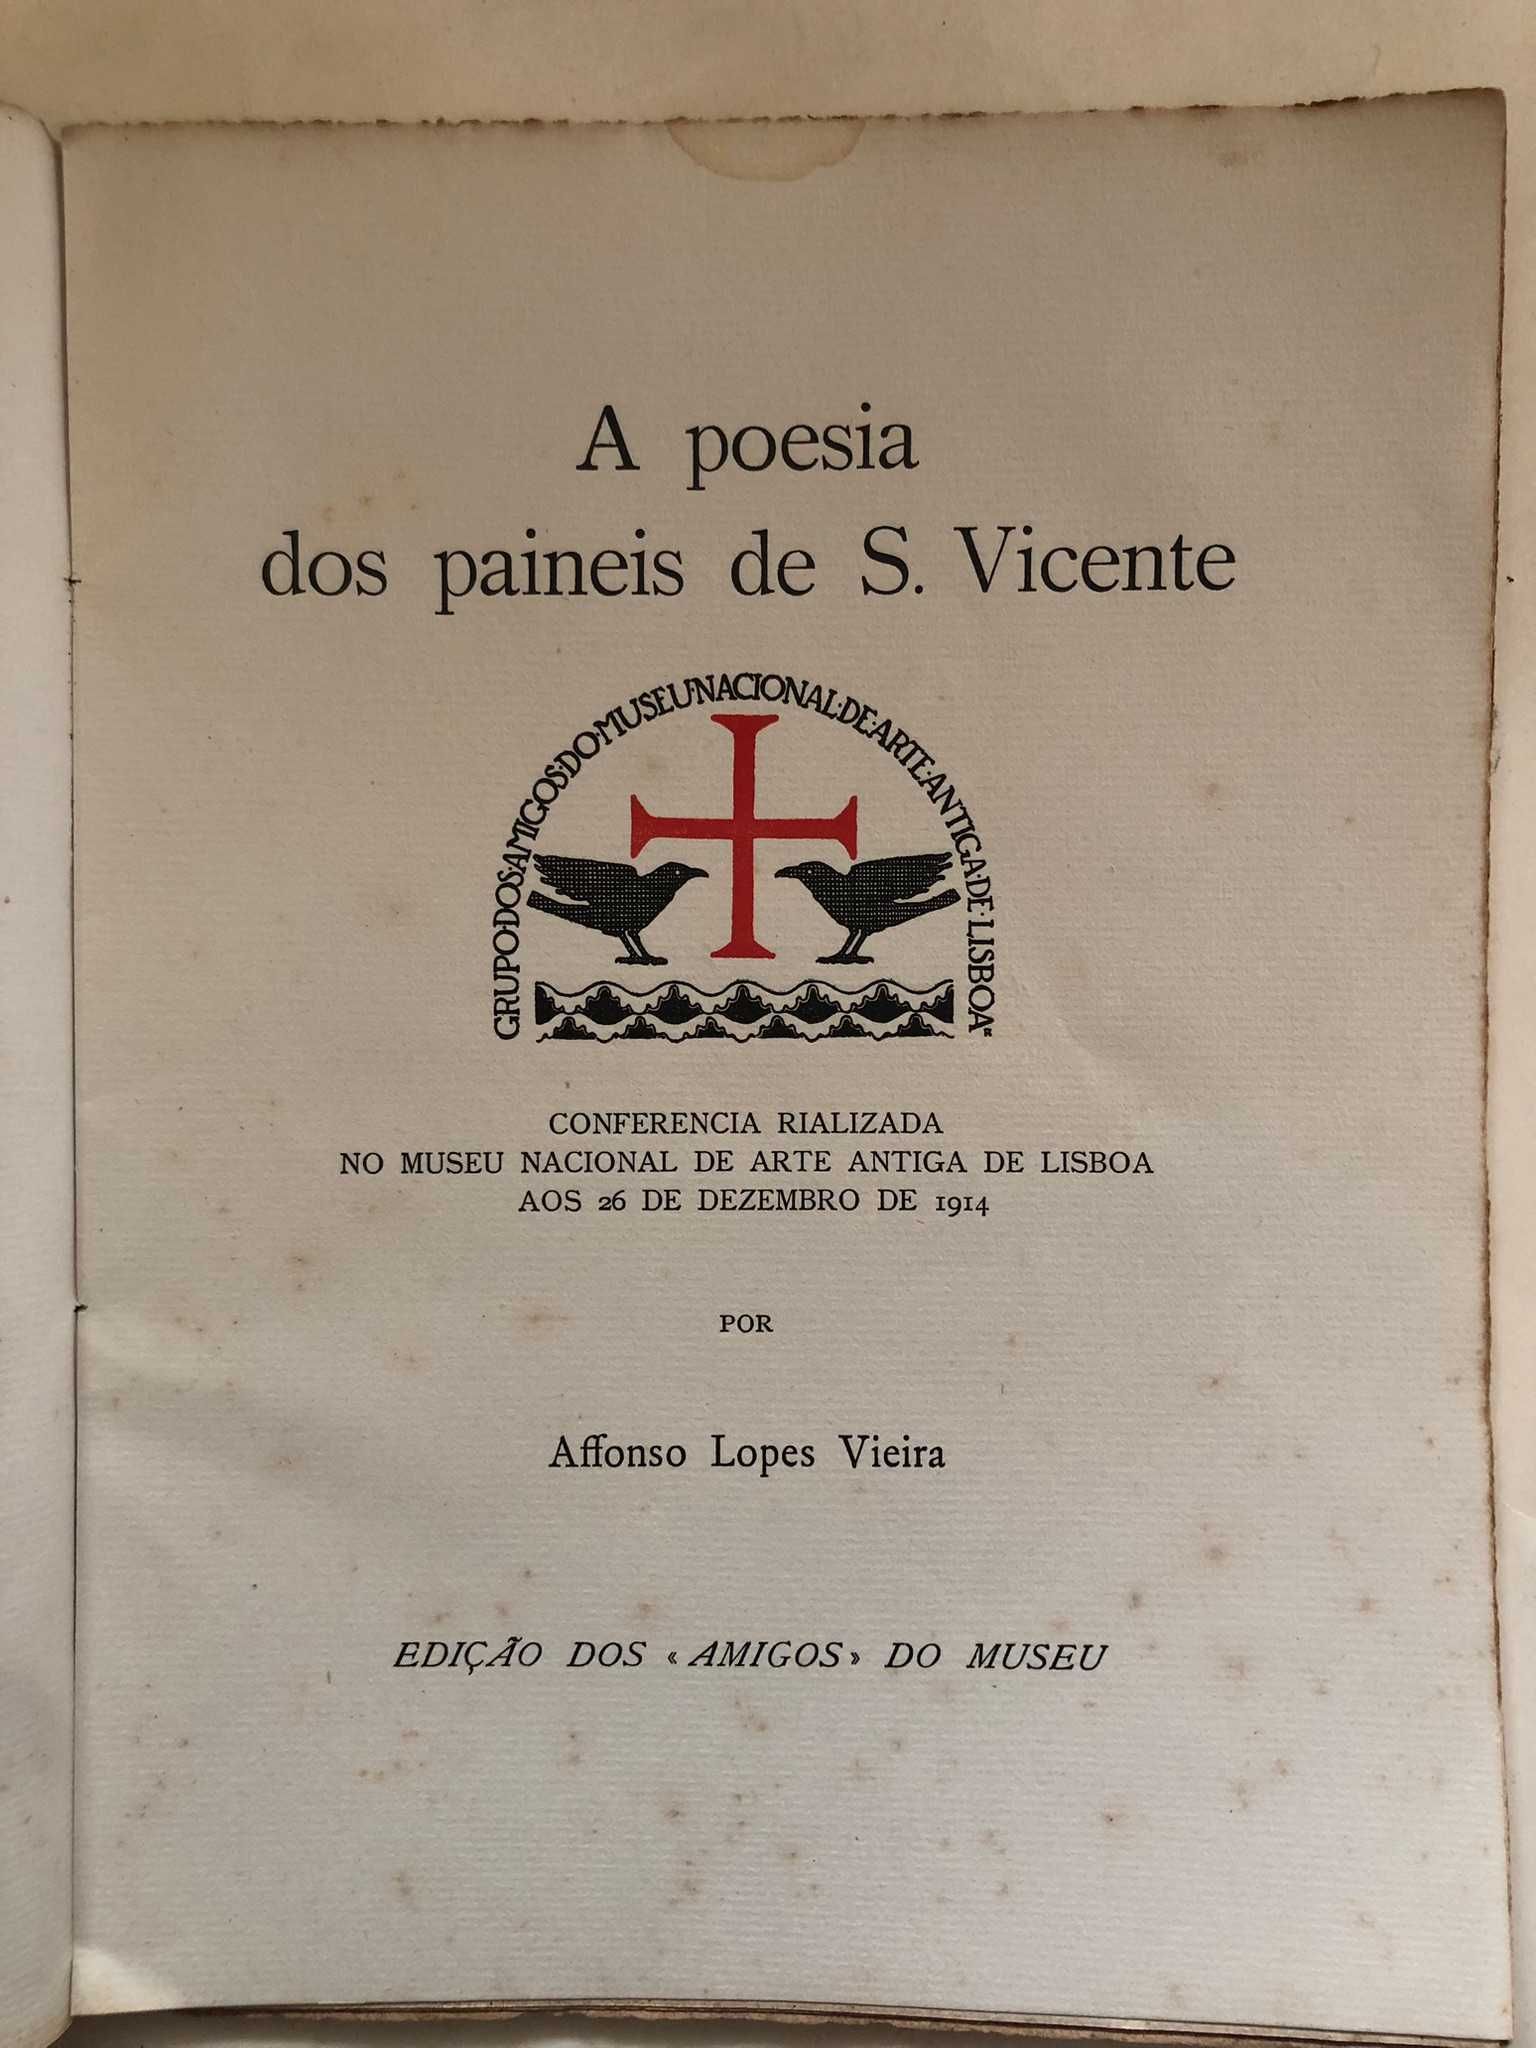 A poesia
dos paineis de S. Vicente
GRUPO·DOS·AMIGOS·DO·MUSEU·NACIONAL·DE·ARTE·ANTIGA·DE·LISBOA
CONFERENCIA RIALIZADA
NO MUSEU NACIONAL DE ARTE ANTIGA DE LISBOA
AOS 26 DE DEZEMBRO DE 1914
POR
Affonso Lopes Vieira
EDIÇÃO DOS «AMIGOS» DO MUSEU